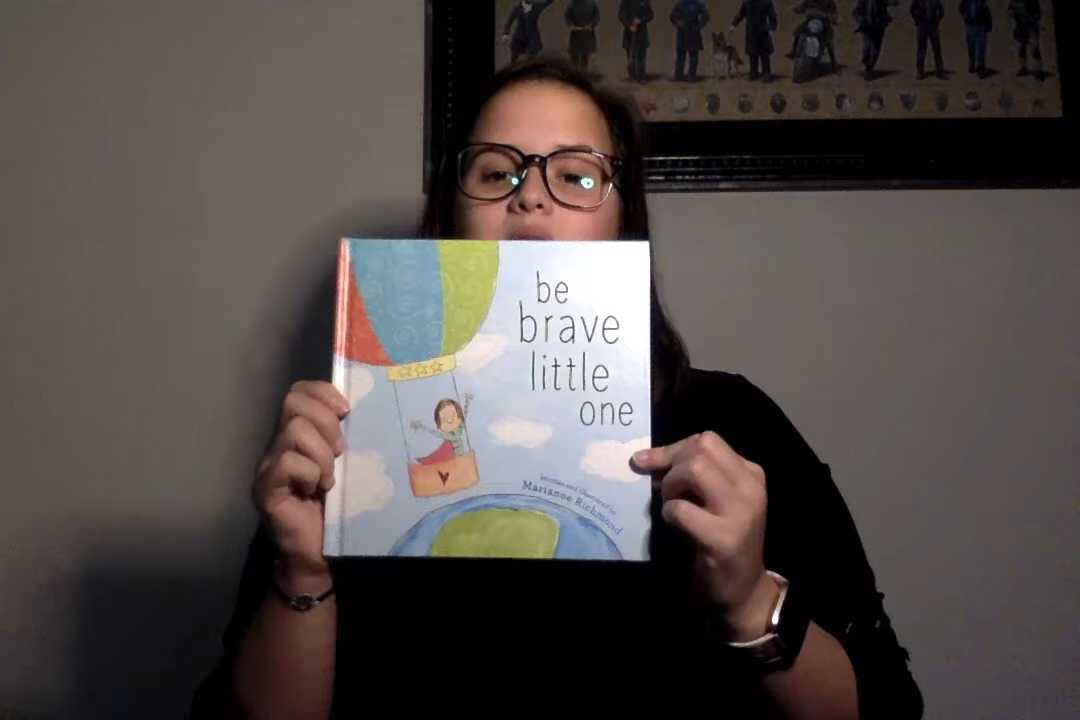 be
brave
little
one
Written and illustrated by
Marianne Richmond